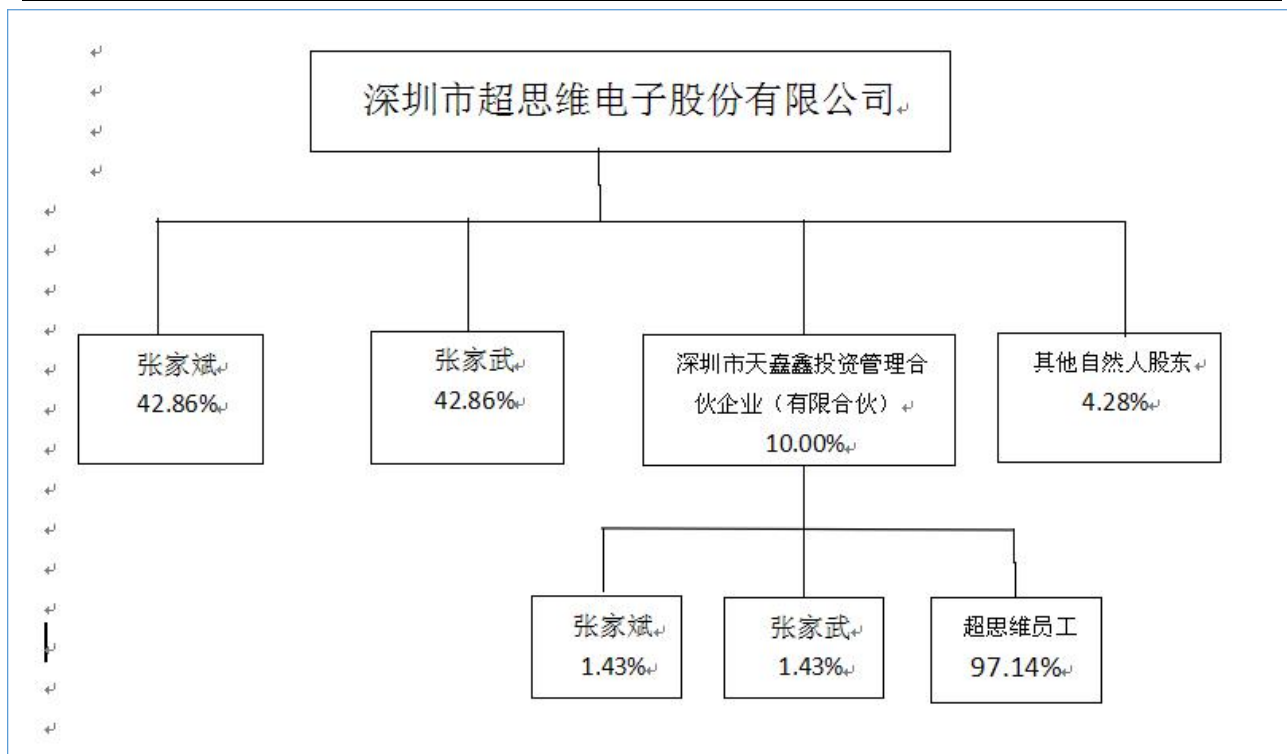 深圳市超思维电子股份有限公司
张家斌
42.86%
张家武
42.86%
深圳市天盝鑫投资管理合
伙企业（有限合伙）
10.00%
其他自然人股东
4.28%
张家斌
1.43%
张家武
1.43%
超思维员工
97.14%